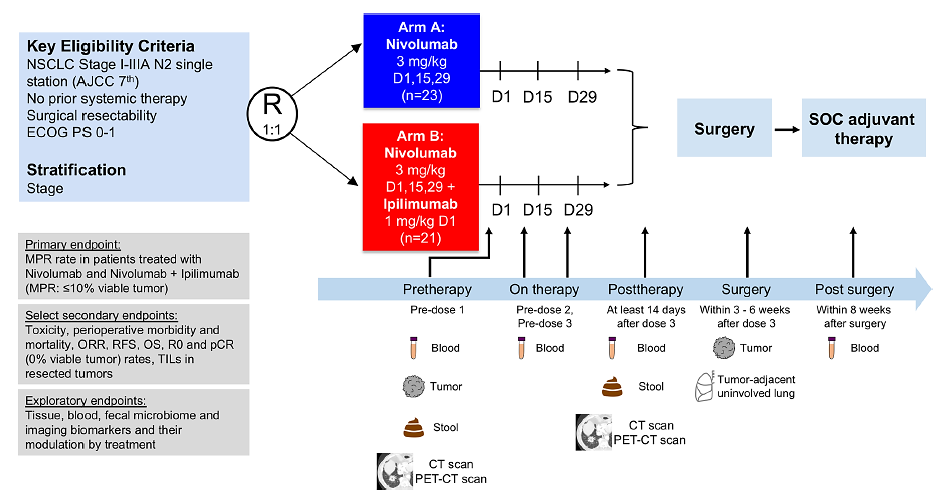 Key Eligibility Criteria
NSCLC Stage I-IIIA N2 single
station (AJCC 7th)
No prior systemic therapy
Surgical resectability
ECOG PS 0-1
Stratification
Stage
R
1:1
Arm A:
Nivolumab
3 mg/kg
D1,15,29
(n=23)
D1 D15 D29
Arm B:
Nivolumab
3 mg/kg
D1,15,29 +
Ipilimumab
1 mg/kg D1
(n=21)
D1 D15 D29
Surgery
SOC adjuvant
therapy
Primary endpoint:
MPR rate in patients treated with
Nivolumab and Nivolumab + Ipilimumab
(MPR: ≤10% viable tumor)
Select secondary endpoints:
Toxicity, perioperative morbidity and
mortality, ORR, RFS, OS, R0 and pCR
(0% viable tumor) rates, TILs in
resected tumors
Exploratory endpoints:
Tissue, blood, fecal microbiome and
imaging biomarkers and their
modulation by treatment
Pretherapy
Pre-dose 1
Blood
Tumor
Stool
CT scan
PET-CT scan
On therapy
Pre-dose 2,
Pre-dose 3
Blood
Posttherapy
At least 14 days
after dose 3
Blood
Stool
CT scan
PET-CT scan
Surgery
Within 3 - 6 weeks
after dose 3
Tumor
Tumor-adjacent
uninvolved lung
Post surgery
Within 8 weeks
after surgery
Blood